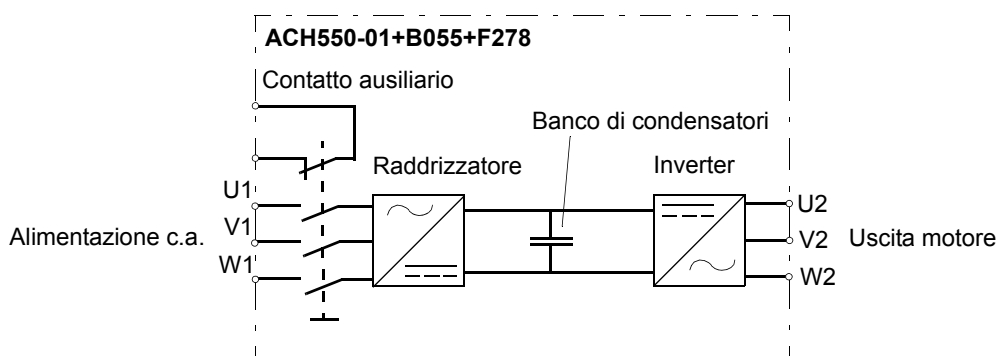 ACH550-01+B055+F278
Contatto ausiliario
Banco di condensatori
Raddrizzatore
Inverter
U1
U2
V1
Alimentazione c.a.
V2
Uscita motore
W1
W2